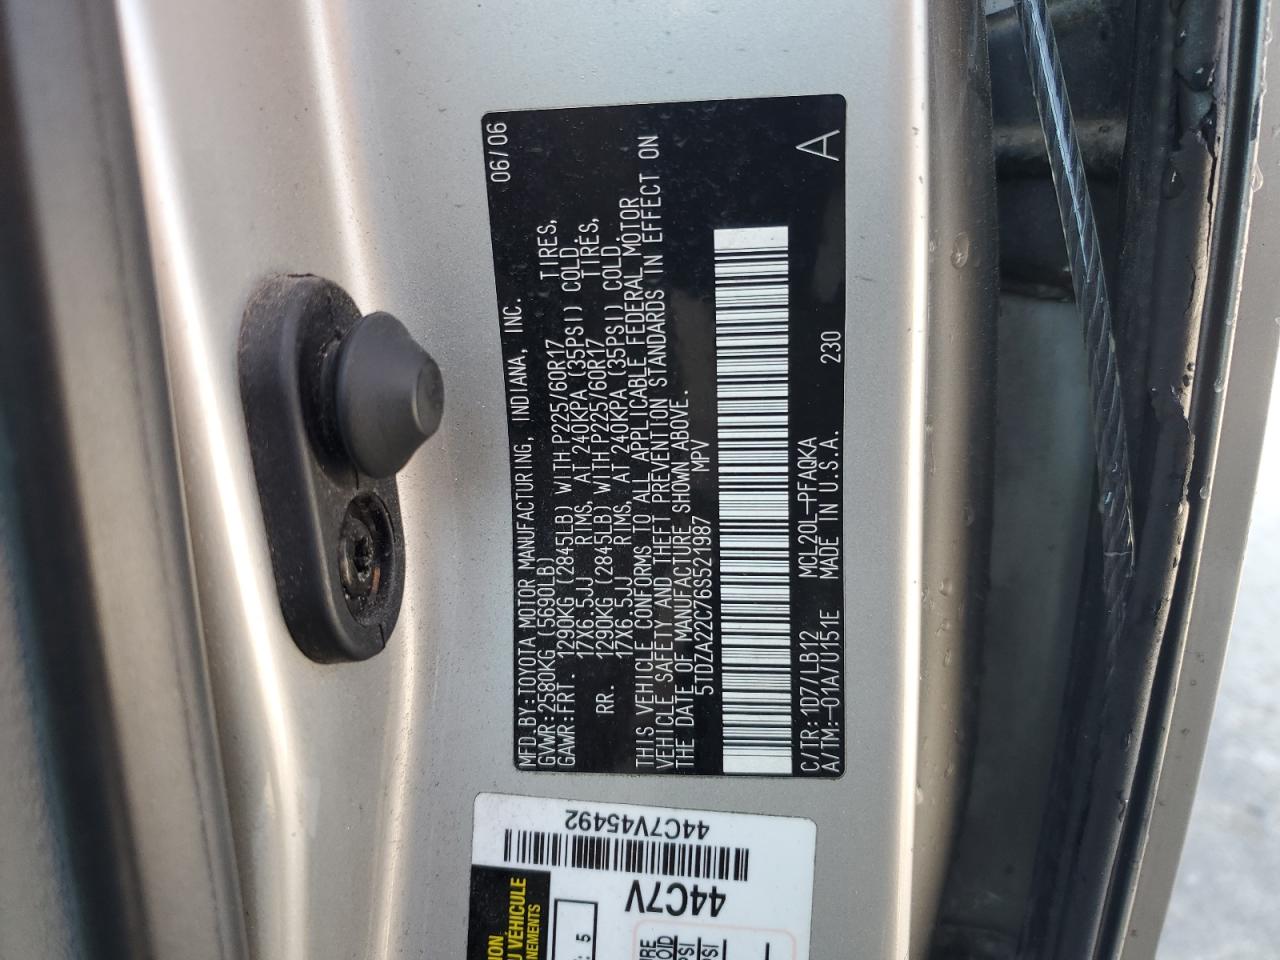 MFD.BY:TOYOTA MOTOR MANUFACTURING, INDIANA, INC. 06/06
GVWR:2580KG (5690LB)
GAWR:FRT. 1290KG (2845LB) WITH P225/60R17 TIRES,
17X6.5JJ RIMS, AT 240KPA (35PSI) COLD.
RR. 1290KG (2845LB) WITH P225/60R17 TIRES,
17X6.5JJ RIMS, AT 240KPA (35PSI) COLD.
THIS VEHICLE CONFORMS TO ALL APPLICABLE FEDERAL MOTOR
VEHICLE SAFETY AND THEFT PREVENTION STANDARDS IN EFFECT ON
THE DATE OF MANUFACTURE SHOWN ABOVE.
5TDZA22C76S521987 MPV
C/TR:1D7/LB12 MCL20L-PFAQKA
A/TM:-01A/U151E MADE IN U.S.A. 230 A
44C7V45492
44C7V
VEHICULE
: 5
PSI